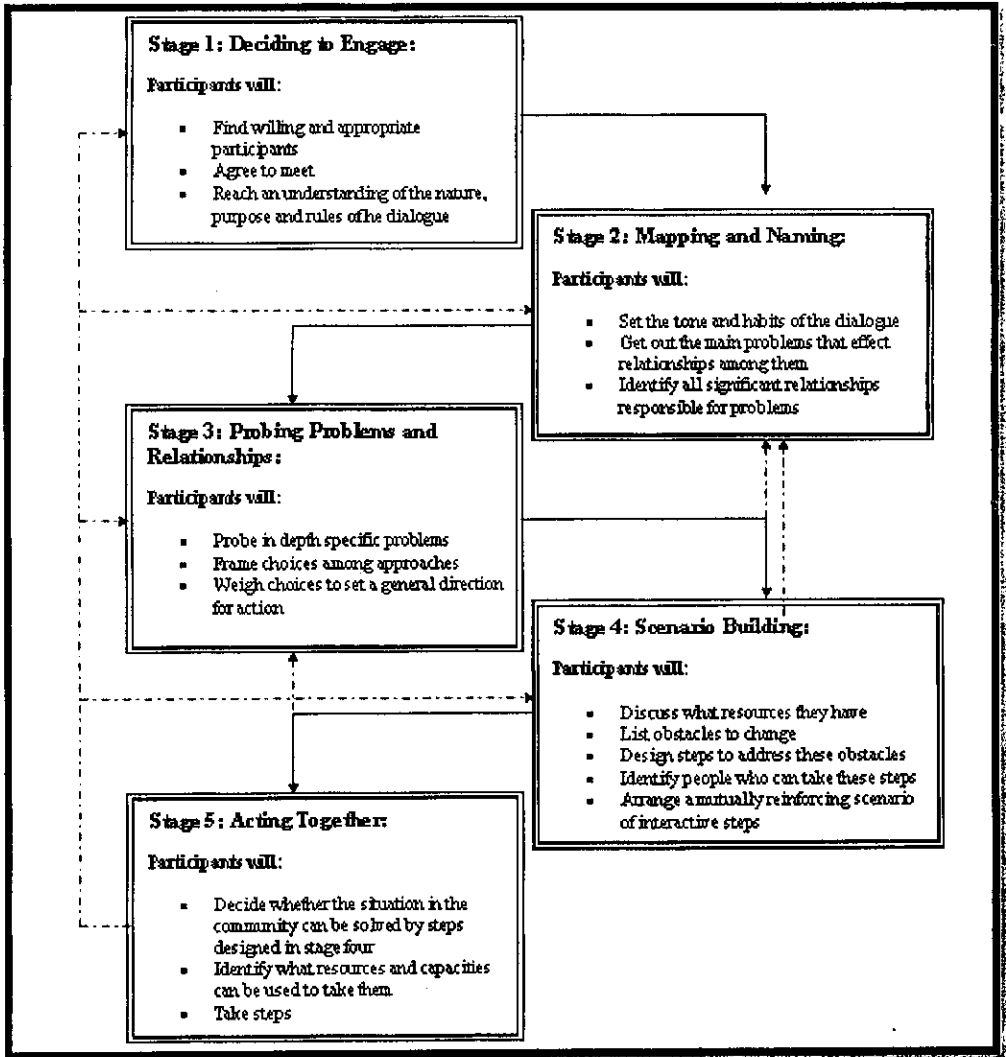 Stage 1: Deciding to Engage:
Participants will:
▪ Find willing and appropriate
participants
▪ Agree to meet
▪ Reach an understanding of the nature,
purpose and rules ofhe dialogue
Stage 2: Mapping and Naming:
Participants will:
▪ Set the tone and habits of the dialogue
▪ Get out the main problems that effect
relationships among them
▪ Identify all significant relationships
responsible for problems
Stage 3: Probing Problems and
Relationships:
Participants will:
▪ Probe in depth specific problems
▪ Frame choices among approaches
▪ Weigh choices to set a general direction
for action
Stage 4: Scenario Building:
Participants will:
▪ Discuss what resources they have
▪ List obstacles to change
▪ Design steps to address these obstacles
▪ Identify people who can take these steps
▪ Arrange a mutually reinforcing scenario
of interactive steps
Stage 5: Acting Together:
Participants will:
▪ Decide whether the situation in the
community can be solved by steps
designed in stage four
▪ Identify what resources and capacities
can be used to take them
▪ Take steps